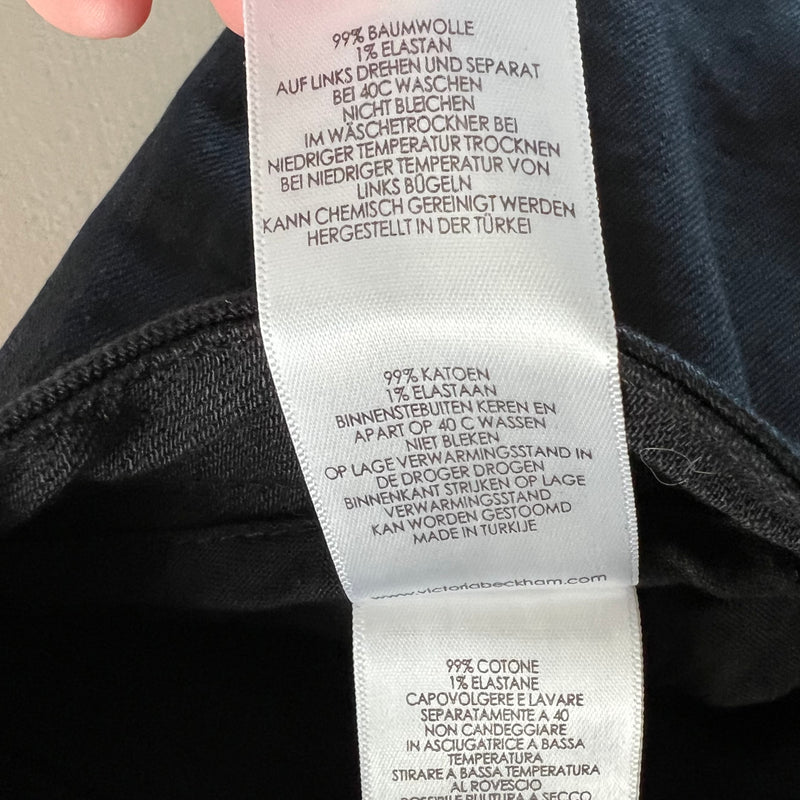 99% BAUMWOLLE
1% ELASTAN
AUF LINKS DREHEN UND SEPARAT
BEI 40C WASCHEN
NICHT BLEICHEN
IM WÄSCHETROCKNER BEI
NIEDRIGER TEMPERATUR TROCKNEN
BEI NIEDRIGER TEMPERATUR VON
LINKS BÜGELN
KANN CHEMISCH GEREINIGT WERDEN
HERGESTELLT IN DER TÜRKEI
99% KATOEN
1% ELASTAAN
BINNENSTEBUITEN KEREN EN
APART OP 40 C WASSEN
NIET BLEKEN
OP LAGE VERWARMINGSSTAND IN
DE DROGER DROGEN
BINNENKANT STRIJKEN OP LAGE
VERWARMINGSSTAND
KAN WORDEN GESTOOMD
MADE IN TURKIJE
www.victoriabeckham.com
99% COTONE
1% ELASTANE
CAPOVOLGERE E LAVARE
SEPARATAMENTE A 40
NON CANDEGGIARE
IN ASCIUGATRICE A BASSA
TEMPERATURA
STIRARE A BASSA TEMPERATURA
AL ROVESCIO
POSSIBILE PULITURA A SECCO